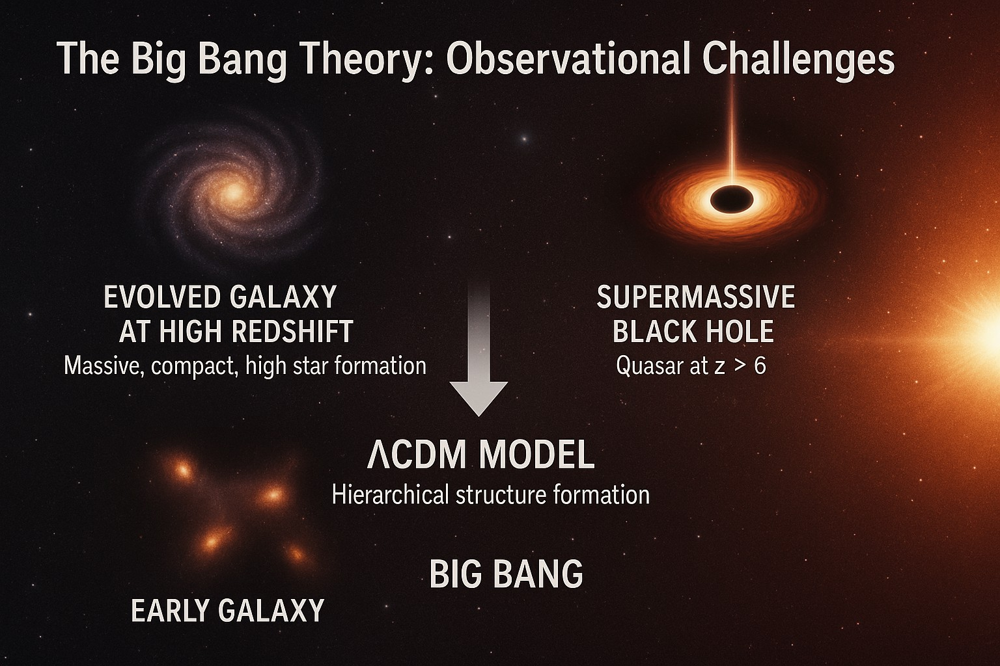 The Big Bang Theory: Observational Challenges
EVOLVED GALAXY
AT HIGH REDSHIFT
Massive, compact, high star formation
SUPERMASSIVE
BLACK HOLE
Quasar at z > 6
ΛCDM MODEL
Hierarchical structure formation
BIG BANG
EARLY GALAXY